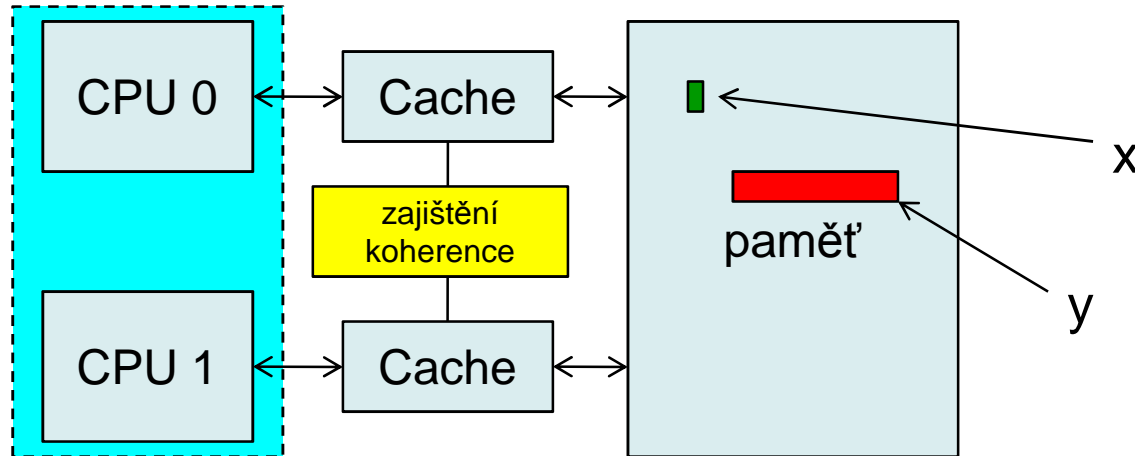 CPU 0
Cache
x
zajištění
koherence
paměť
y
CPU 1
Cache